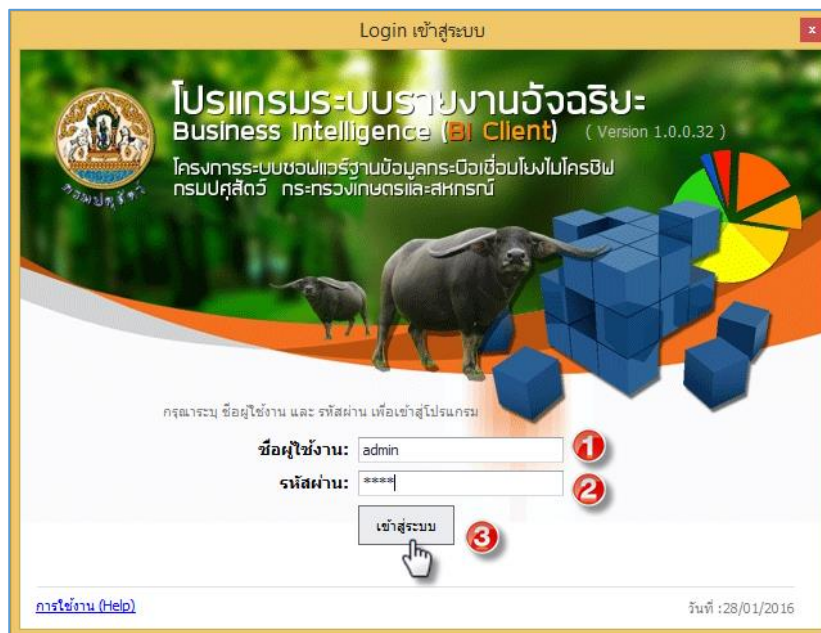 Login เข้าสู่ระบบ
x
โปรแกรมระบบรายงานอัจฉริยะ
Business Intelligence (BI Client) ( Version 1.0.0.32 )
โครงการระบบซอฟแวร์ฐานข้อมูลกระบือเชื่อมโยงไมโครชิฟ
กรมปศุสัตว์ กระทรวงเกษตรและสหกรณ์
กรมปศุสัตว์
กรุณาระบุ ชื่อผู้ใช้งาน และ รหัสผ่าน เพื่อเข้าสู่โปรแกรม
ชื่อผู้ใช้งาน: admin 1
รหัสผ่าน: **** 2
เข้าสู่ระบบ 3
การใช้งาน (Help) วันที่ :28/01/2016